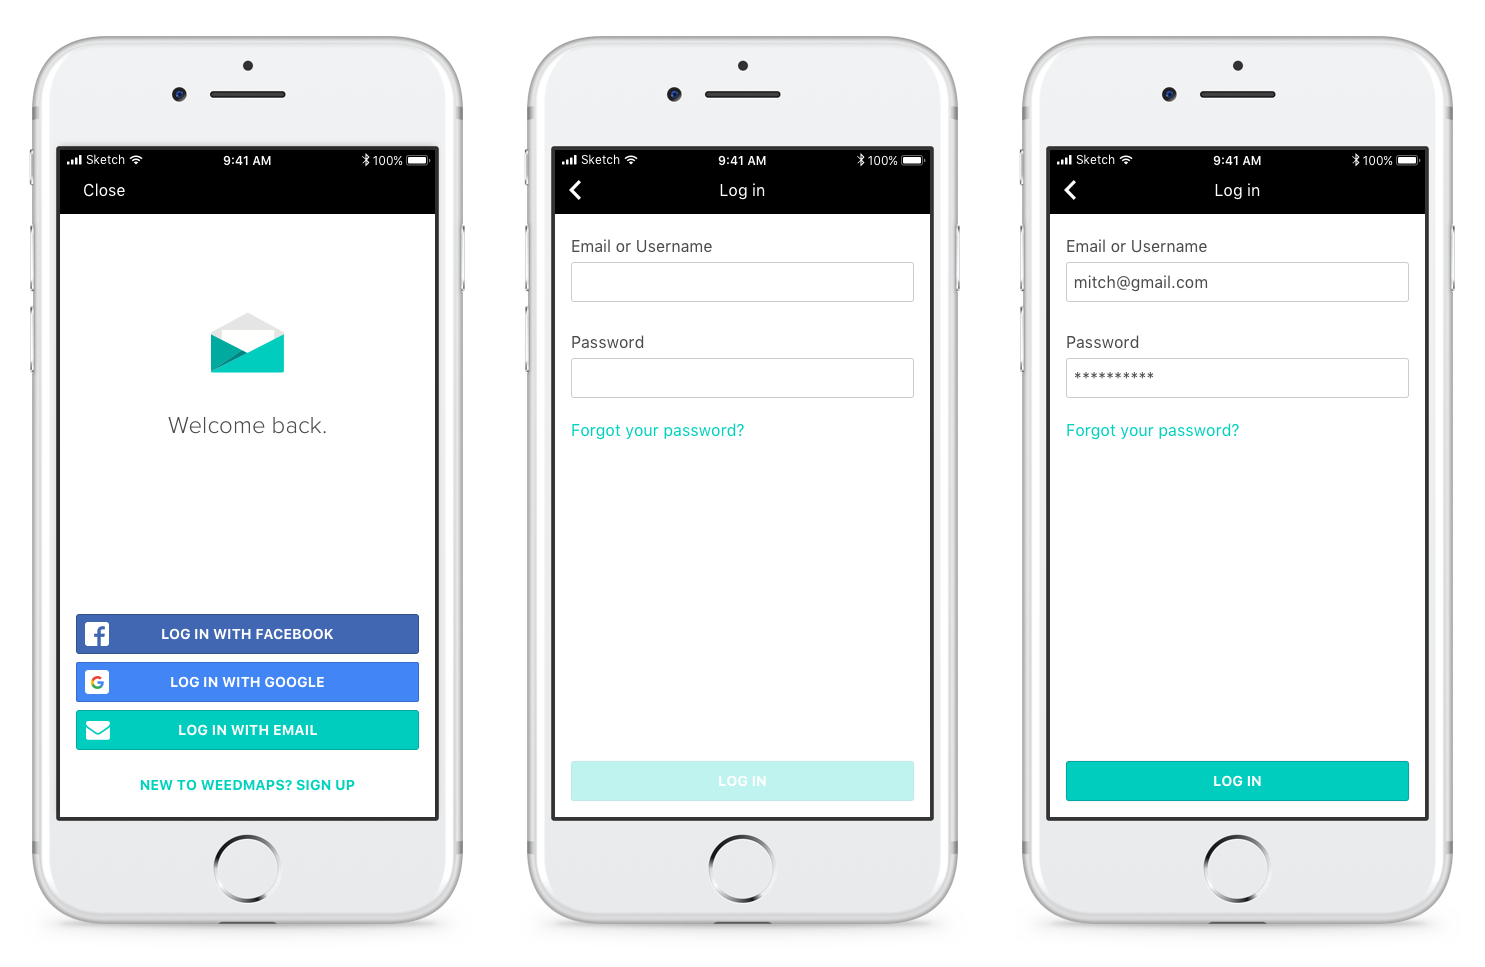 Sketch 9:41 AM 100%
Close
Welcome back.
LOG IN WITH FACEBOOK
LOG IN WITH GOOGLE
LOG IN WITH EMAIL
NEW TO WEEDMAPS? SIGN UP
Sketch 9:41 AM 100%
Log in
Email or Username
Password
Forgot your password?
LOG IN
Sketch 9:41 AM 100%
Log in
Email or Username
mitch@gmail.com
Password
**********
Forgot your password?
LOG IN